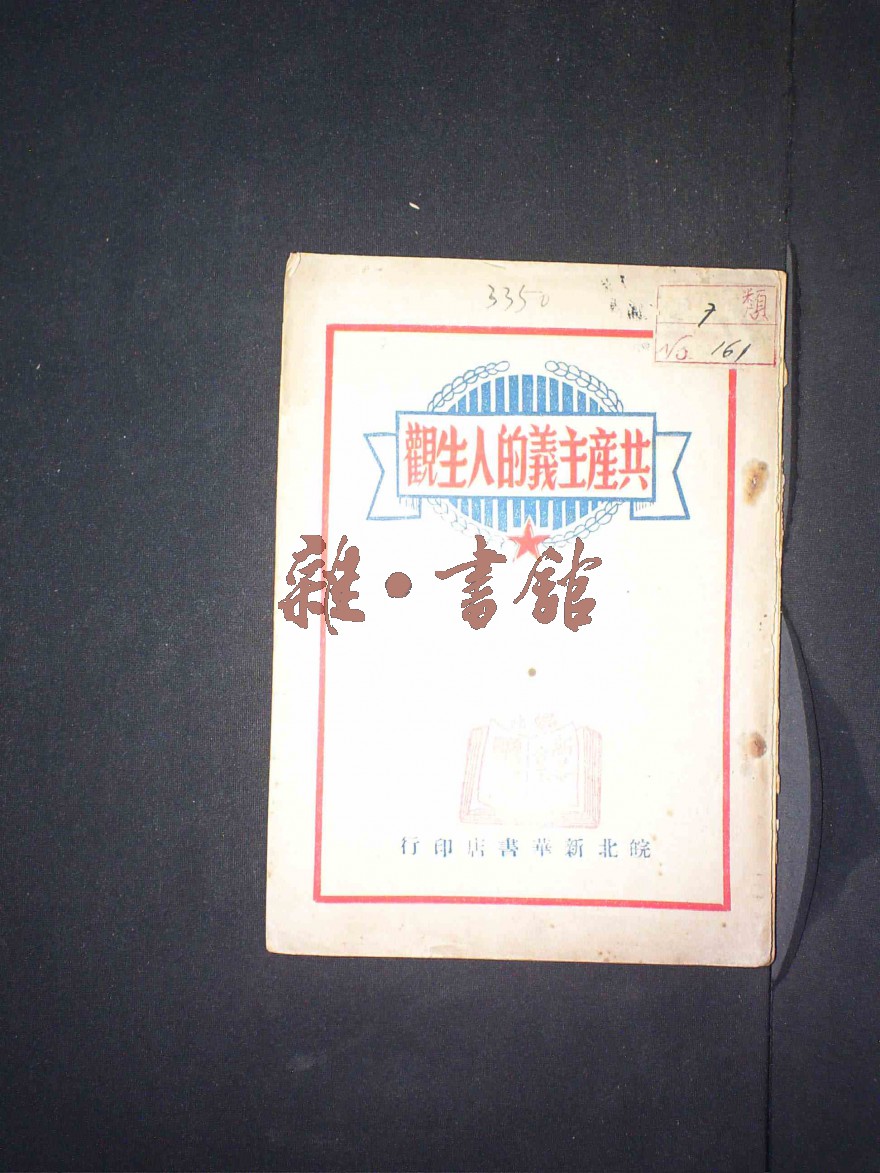 3350
類
7
No. 161
共產主義的人生觀
雜·書館
皖北新華書店印行